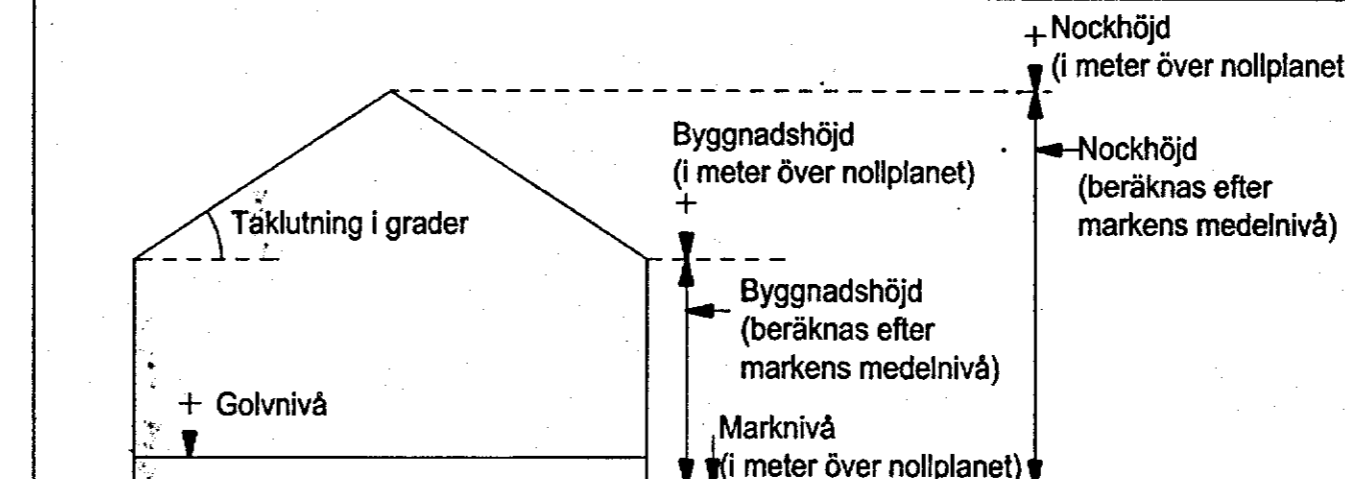 + Nockhöjd
(i meter över nollplanet
Byggnadshöjd
(i meter över nollplanet)
+
Nockhöjd
(beräknas efter
markens medelnivå)
Taklutning i grader
Byggnadshöjd
(beräknas efter
markens medelnivå)
+ Golvnivå
Marknivå
(i meter över nollplanet)